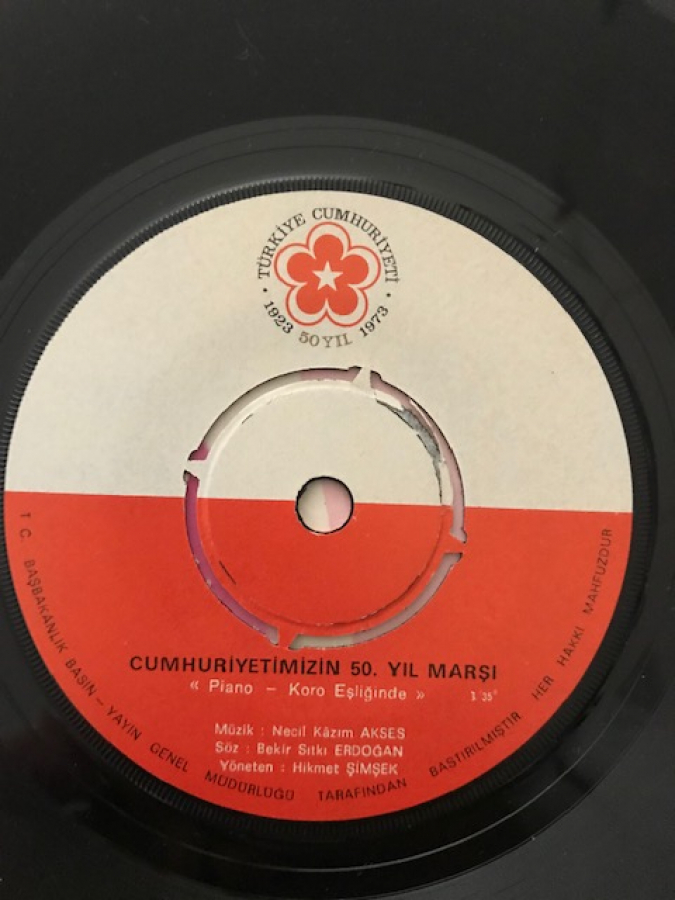 TÜRKİYE CUMHURİYETİ
• 1923 50 YIL 1973 •
CUMHURİYETİMİZİN 50. YIL MARŞI
« Piano – Koro Eşliğinde » 3'35"
Müzik : Necil Kâzım AKSES
Söz : Bekir Sıtkı ERDOĞAN
Yöneten : Hikmet ŞİMŞEK
T.C. BAŞBAKANLIK BASIN – YAYIN GENEL MÜDÜRLÜĞÜ TARAFINDAN BASTIRILMIŞTIR HER HAKKI MAHFUZDUR